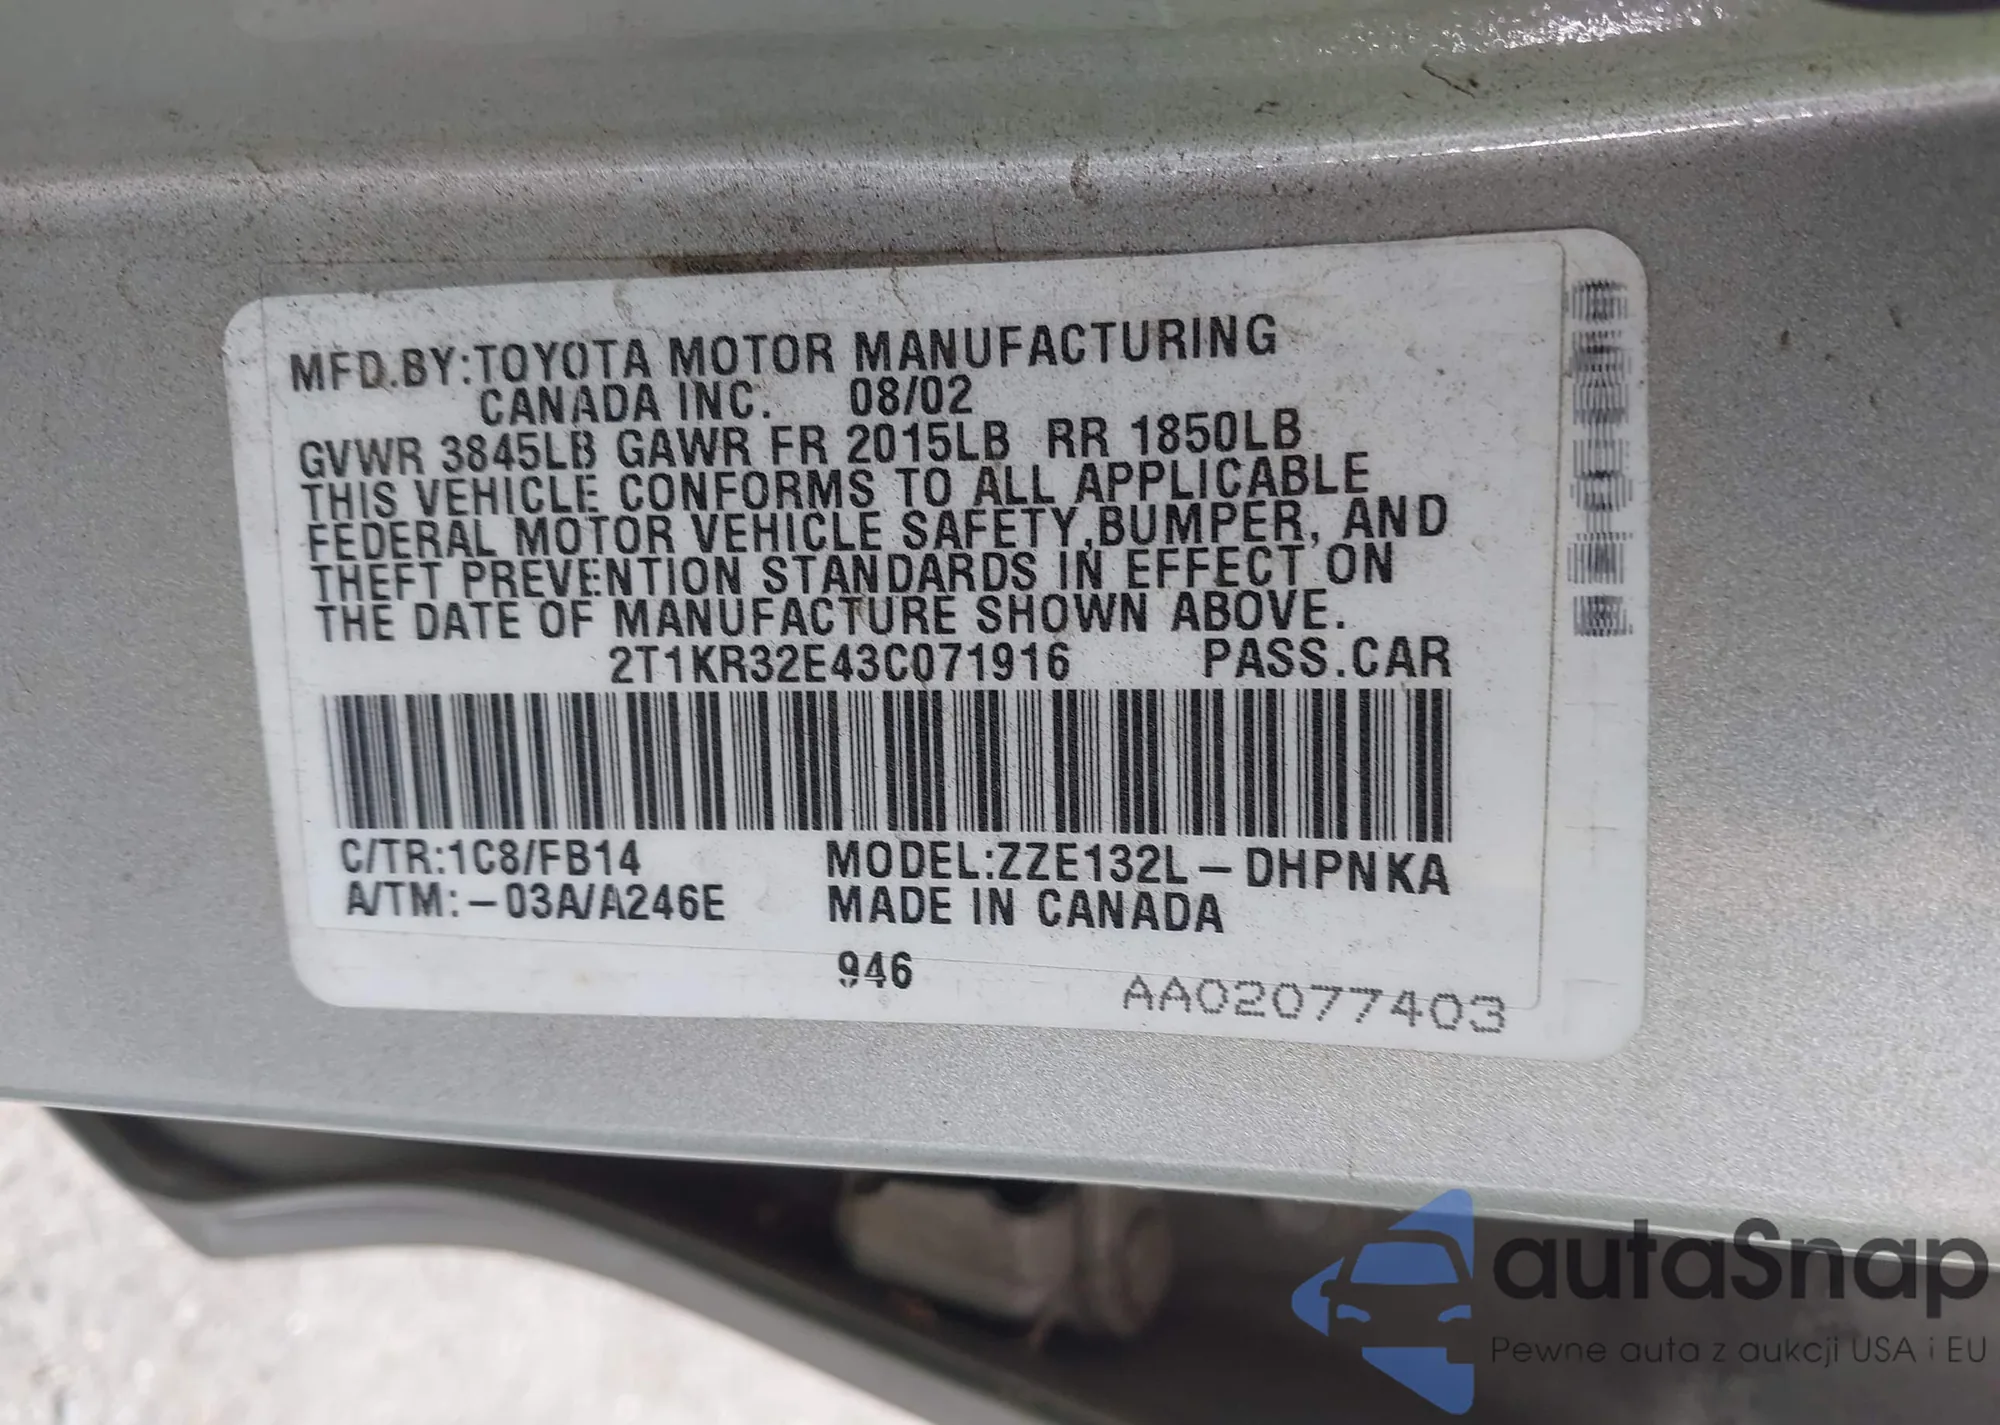 MFD.BY:TOYOTA MOTOR MANUFACTURING
CANADA INC. 08/02
GVWR 3845LB GAWR FR 2015LB RR 1850LB
THIS VEHICLE CONFORMS TO ALL APPLICABLE
FEDERAL MOTOR VEHICLE SAFETY,BUMPER, AND
THEFT PREVENTION STANDARDS IN EFFECT ON
THE DATE OF MANUFACTURE SHOWN ABOVE.
2T1KR32E43C071916 PASS.CAR
C/TR:1C8/FB14 MODEL:ZZE132L-DHPNKA
A/TM:-03A/A246E MADE IN CANADA
946
AA02077403
autaSnap
Pewne auta z aukcji USA i EU